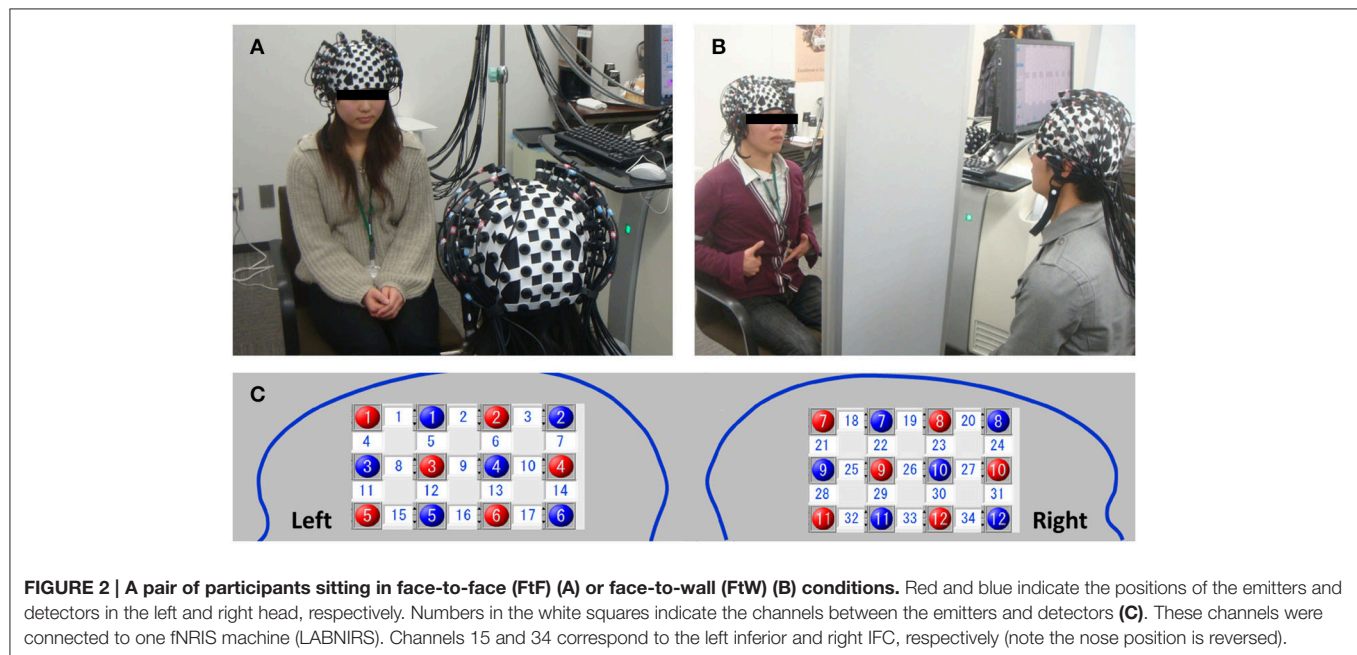 A
B
C
1 1 1 2 2 3 2
4 5 6 7
3 8 3 9 4 10 4
11 12 13 14
5 15 5 16 6 17 6
Left
7 18 7 19 8 20 8
21 22 23 24
9 25 9 26 10 27 10
28 29 30 31
11 32 11 33 12 34 12
Right
FIGURE 2 | A pair of participants sitting in face-to-face (FtF) (A) or face-to-wall (FtW) (B) conditions. Red and blue indicate the positions of the emitters and
detectors in the left and right head, respectively. Numbers in the white squares indicate the channels between the emitters and detectors (C). These channels were
connected to one fNRIS machine (LABNIRS). Channels 15 and 34 correspond to the left inferior and right IFC, respectively (note the nose position is reversed).